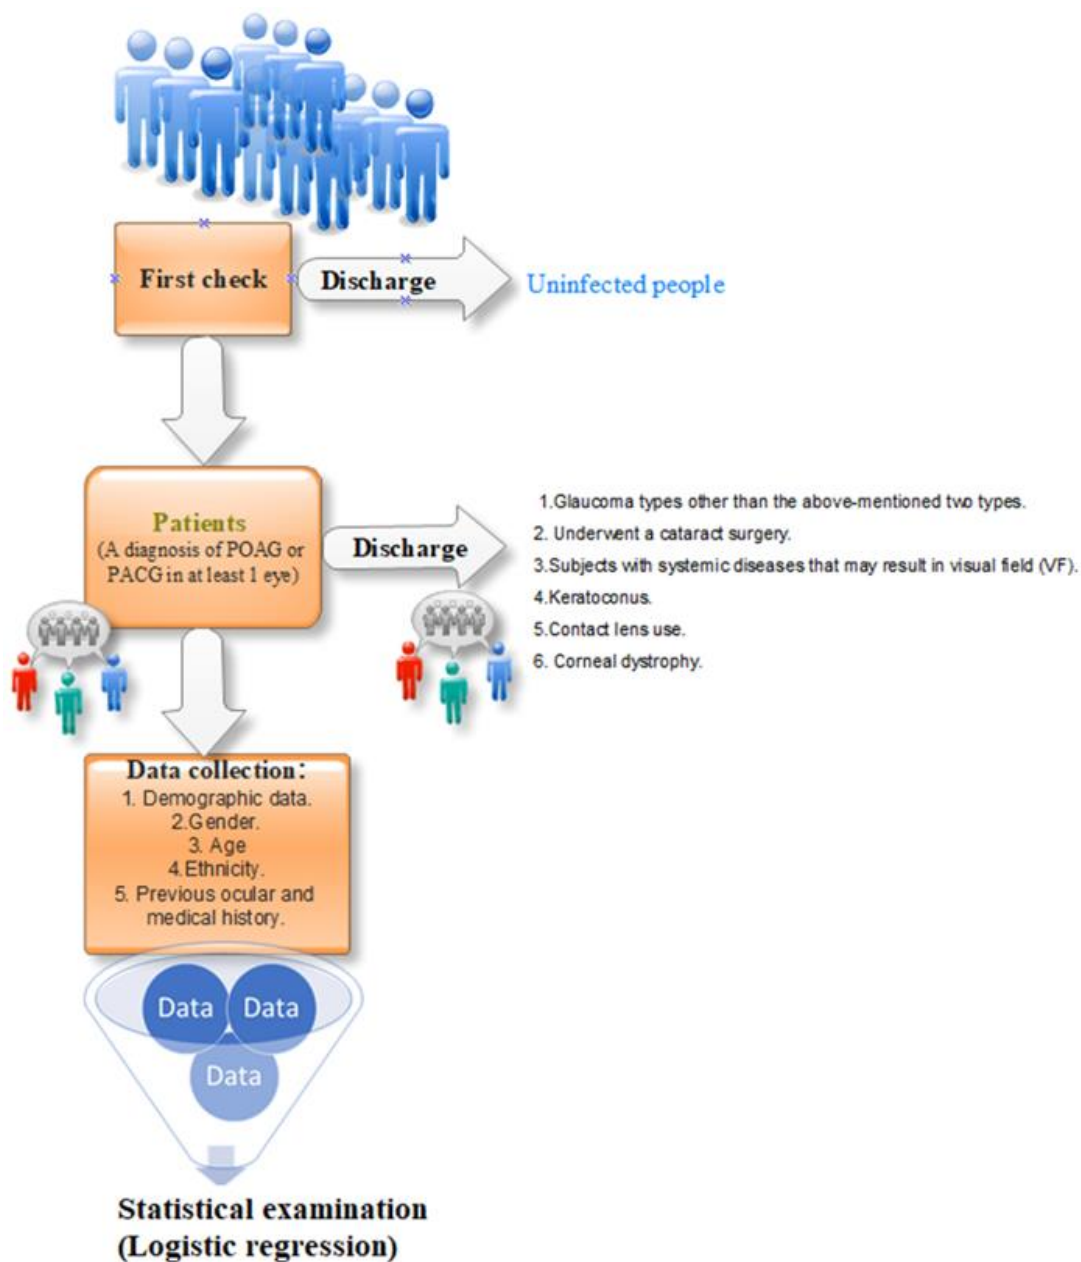 First check
Discharge
Uninfected people
Patients
(A diagnosis of POAG or
PACG in at least 1 eye)
Discharge
1.Glaucoma types other than the above-mentioned two types.
2. Underwent a cataract surgery.
3.Subjects with systemic diseases that may result in visual field (VF).
4.Keratoconus.
5.Contact lens use.
6. Corneal dystrophy.
Data collection:
1. Demographic data.
2.Gender.
3. Age
4.Ethnicity.
5. Previous ocular and
medical history.
Data
Data
Data
Statistical examination
(Logistic regression)